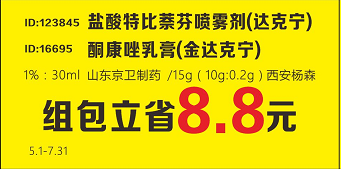 ID:123845 盐酸特比萘芬喷雾剂(达克宁)
ID:16695 酮康唑乳膏(金达克宁)
1%：30ml 山东京卫制药 /15g（10g:0.2g）西安杨森
组包立省8.8元
5.1-7.31